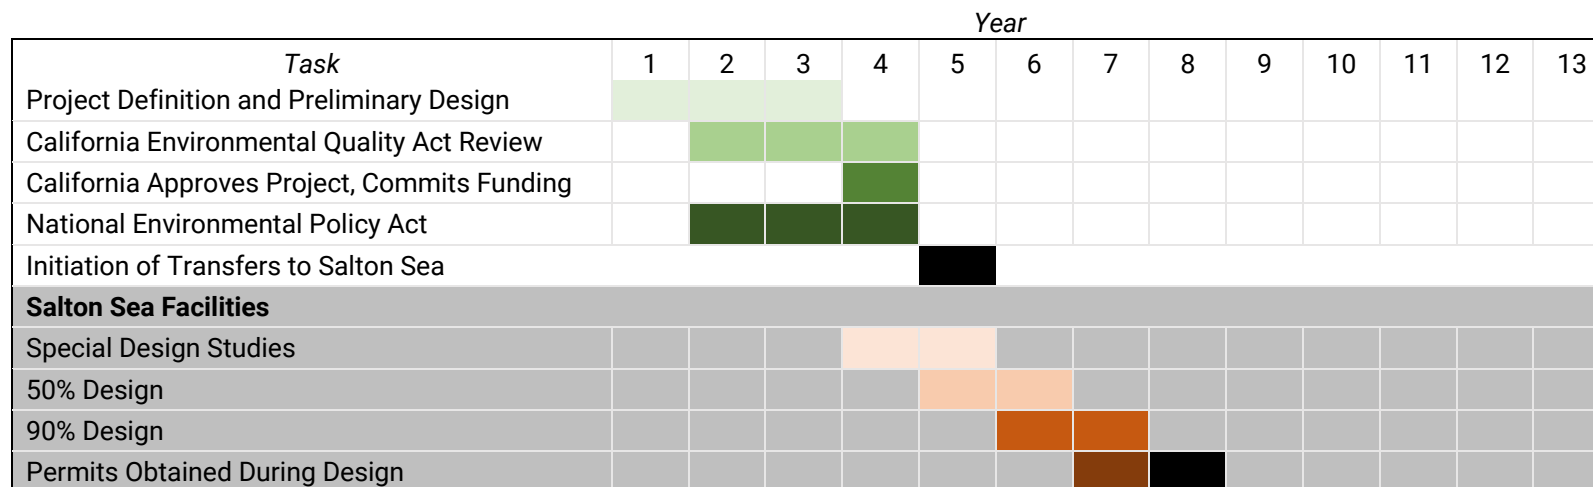 Year
Task 1 2 3 4 5 6 7 8 9 10 11 12 13
Project Definition and Preliminary Design
California Environmental Quality Act Review
California Approves Project, Commits Funding
National Environmental Policy Act
Initiation of Transfers to Salton Sea
Salton Sea Facilities
Special Design Studies
50% Design
90% Design
Permits Obtained During Design